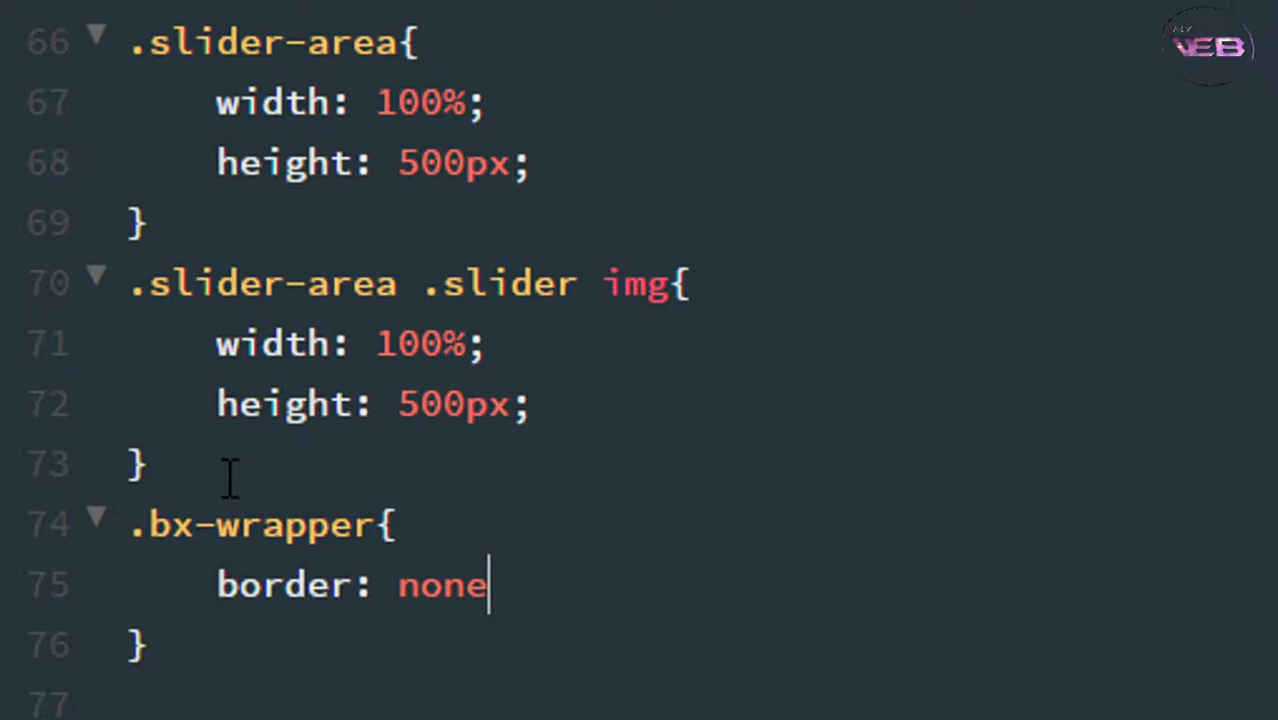 66 .slider-area{
67 width: 100%;
68 height: 500px;
69 }
70 .slider-area .slider img{
71 width: 100%;
72 height: 500px;
73 }
74 .bx-wrapper{
75 border: none
76 }
77